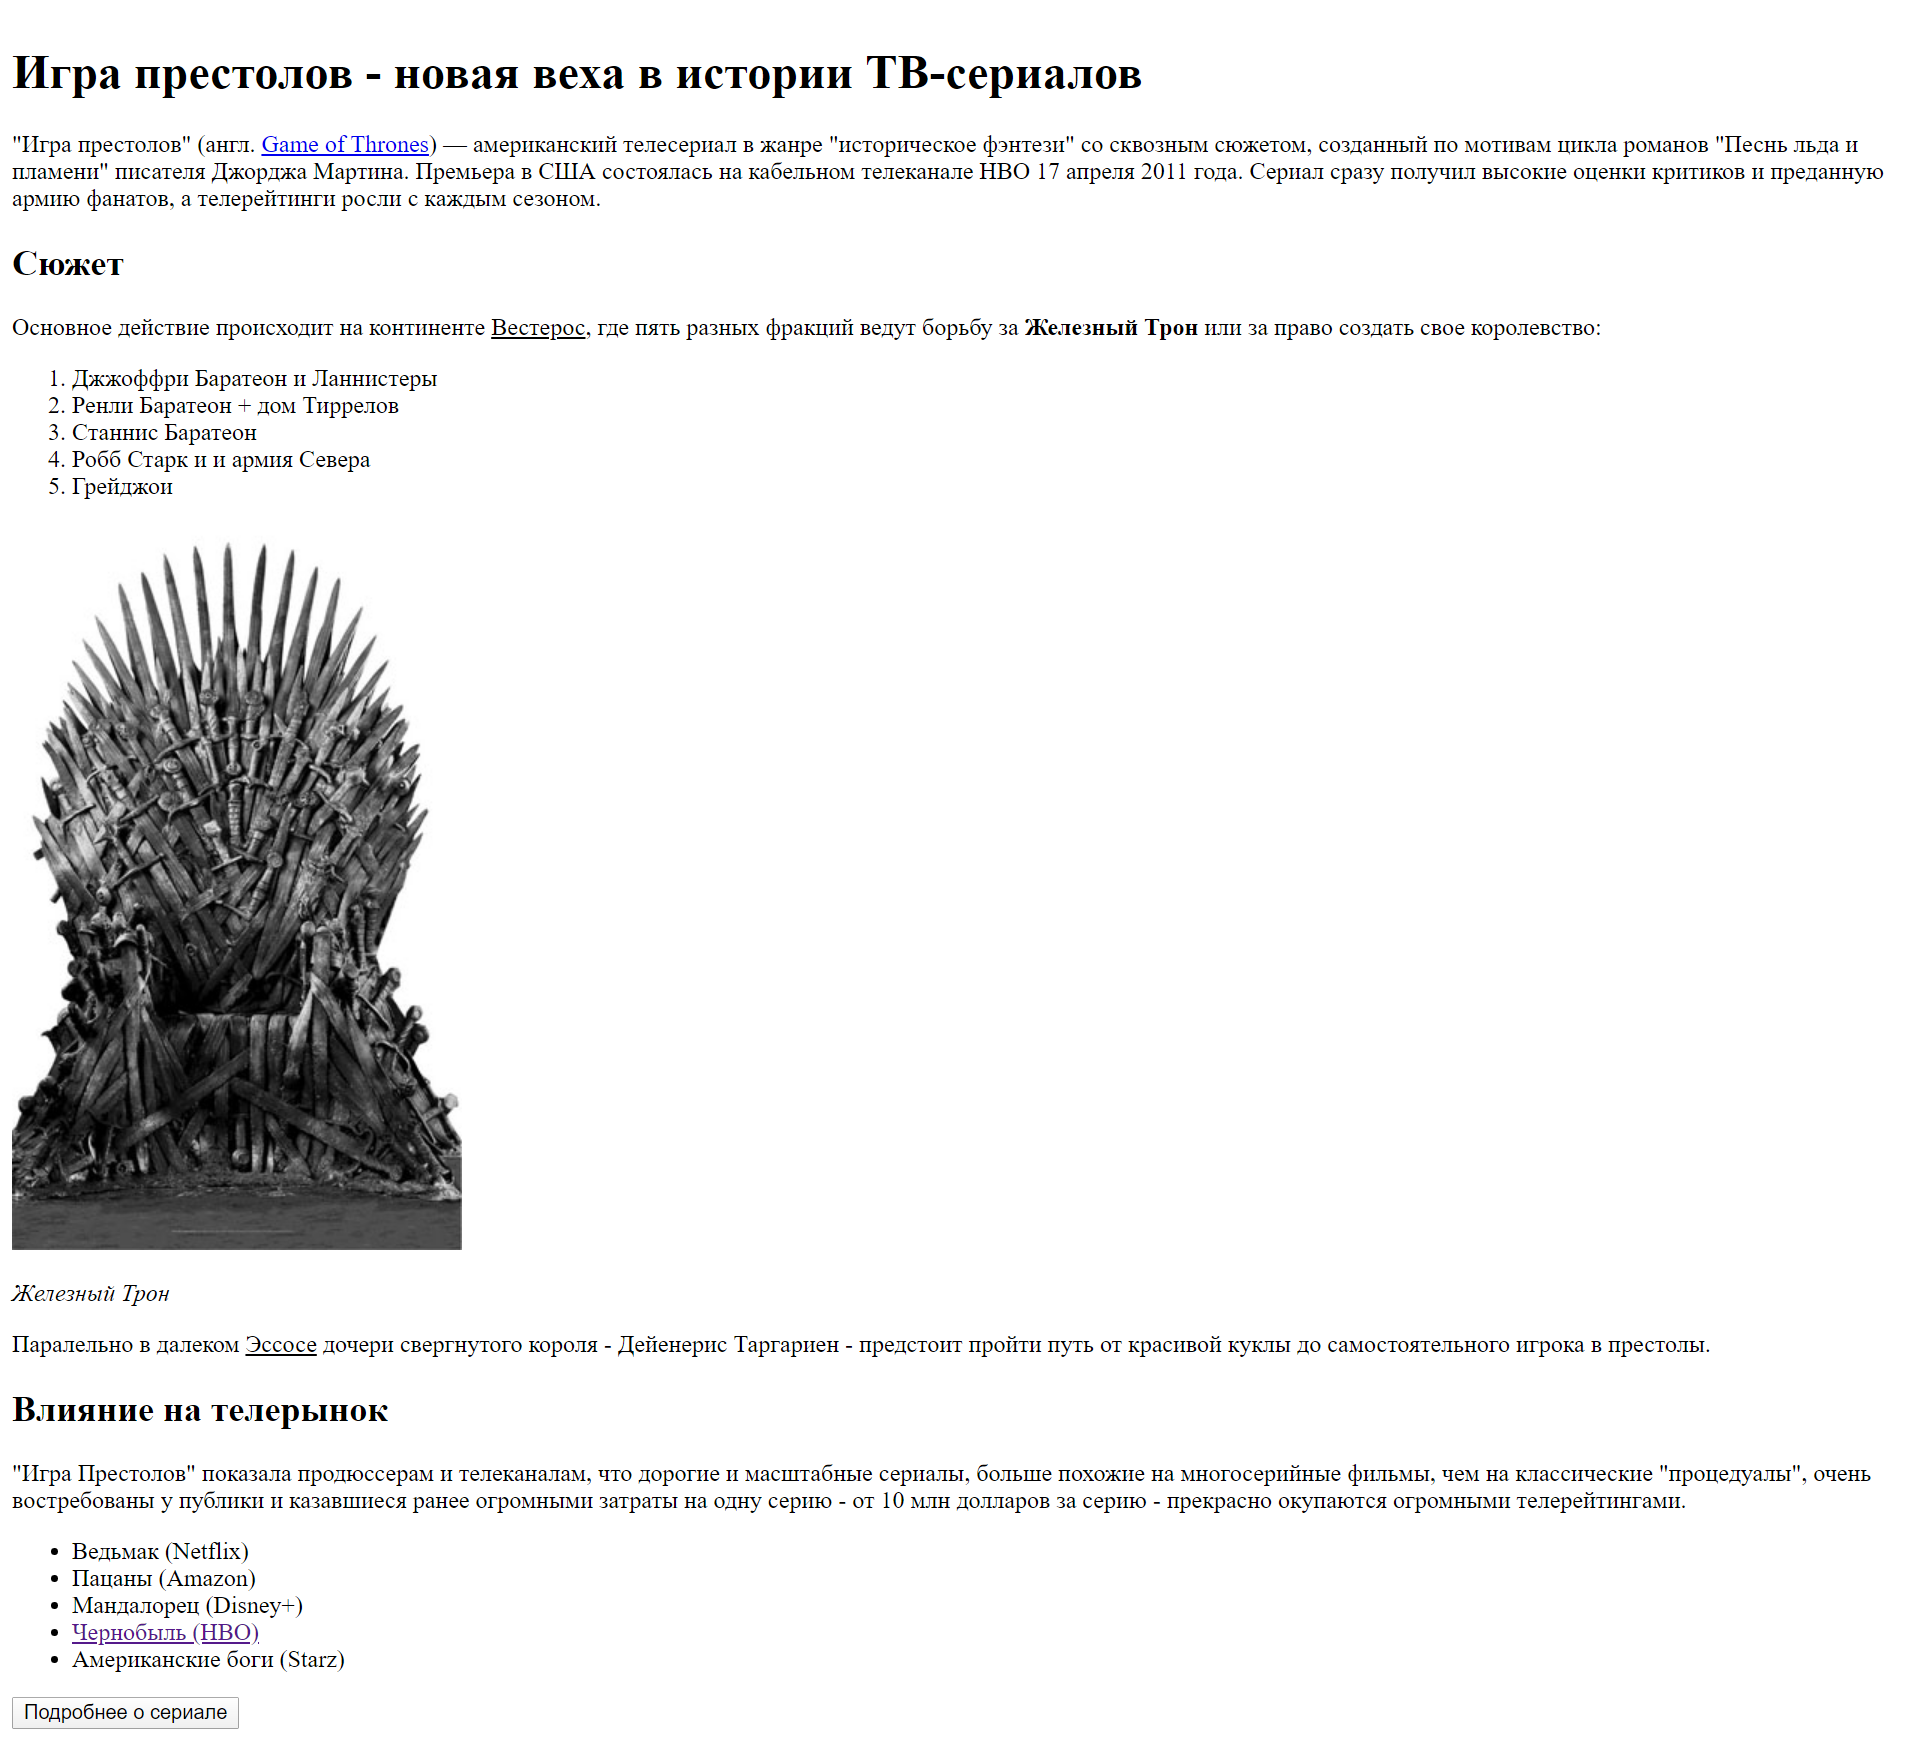 Игра престолов - новая веха в истории ТВ-сериалов
"Игра престолов" (англ. Game of Thrones) — американский телесериал в жанре "историческое фэнтези" со сквозным сюжетом, созданный по мотивам цикла романов "Песнь льда и
пламени" писателя Джорджа Мартина. Премьера в США состоялась на кабельном телеканале HBO 17 апреля 2011 года. Сериал сразу получил высокие оценки критиков и преданную
армию фанатов, а телерейтинги росли с каждым сезоном.
Сюжет
Основное действие происходит на континенте Вестерос, где пять разных фракций ведут борьбу за Железный Трон или за право создать свое королевство:
1. Джжоффри Баратеон и Ланнистеры
2. Ренли Баратеон + дом Тиррелов
3. Станнис Баратеон
4. Робб Старк и и армия Севера
5. Грейджои
Железный Трон
Паралельно в далеком Эссосе дочери свергнутого короля - Дейенерис Таргариен - предстоит пройти путь от красивой куклы до самостоятельного игрока в престолы.
Влияние на телерынок
"Игра Престолов" показала продюссерам и телеканалам, что дорогие и масштабные сериалы, больше похожие на многосерийные фильмы, чем на классические "процедуалы", очень
востребованы у публики и казавшиеся ранее огромными затраты на одну серию - от 10 млн долларов за серию - прекрасно окупаются огромными телерейтингами.
• Ведьмак (Netflix)
• Пацаны (Amazon)
• Мандалорец (Disney+)
• Чернобыль (HBO)
• Американские боги (Starz)
Подробнее о сериале